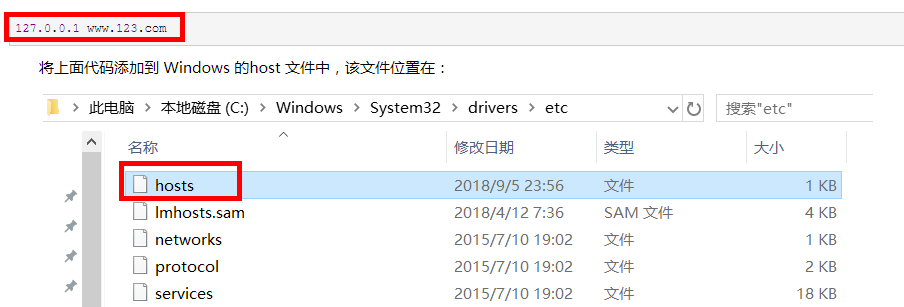 127.0.0.1 www.123.com
将上面代码添加到 Windows 的host 文件中，该文件位置在：
此电脑 > 本地磁盘 (C:) > Windows > System32 > drivers > etc 搜索"etc"
名称 修改日期 类型 大小
hosts 2018/9/5 23:56 文件 1 KB
lmhosts.sam 2018/4/12 7:36 SAM 文件 4 KB
networks 2015/7/10 19:02 文件 1 KB
protocol 2015/7/10 19:02 文件 2 KB
services 2015/7/10 19:02 文件 18 KB